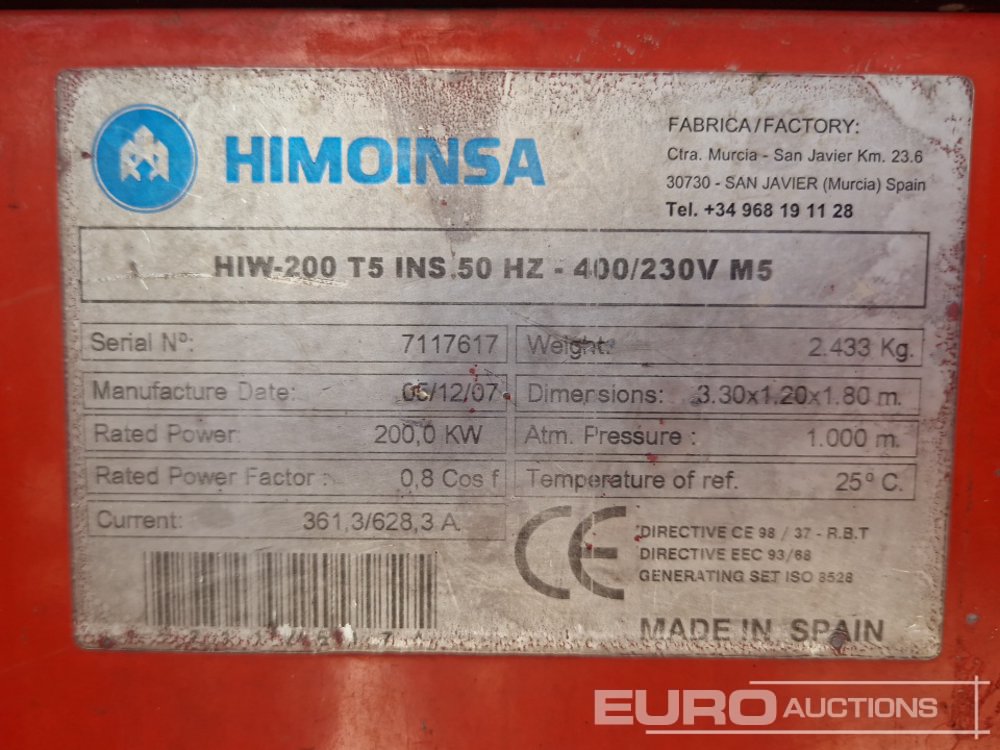 HIMOINSA
FABRICA/FACTORY:
Ctra. Murcia - San Javier Km. 23.6
30730 - SAN JAVIER (Murcia) Spain
Tel. +34 968 19 11 28
HIW-200 T5 INS.50 HZ - 400/230V M5
Serial Nº: 7117617
Weight: 2.433 Kg.
Manufacture Date: 05/12/07
Dimensions: 3.30x1.20x1.80 m.
Rated Power: 200,0 KW
Atm. Pressure : 1.000 m.
Rated Power Factor : 0,8 Cos f
Temperature of ref. 25º C.
Current: 361,3/628,3 A.
CE
DIRECTIVE CE 98 / 37 - R.B.T
DIRECTIVE EEC 93/68
GENERATING SET ISO 8528
MADE IN SPAIN
EURO AUCTIONS